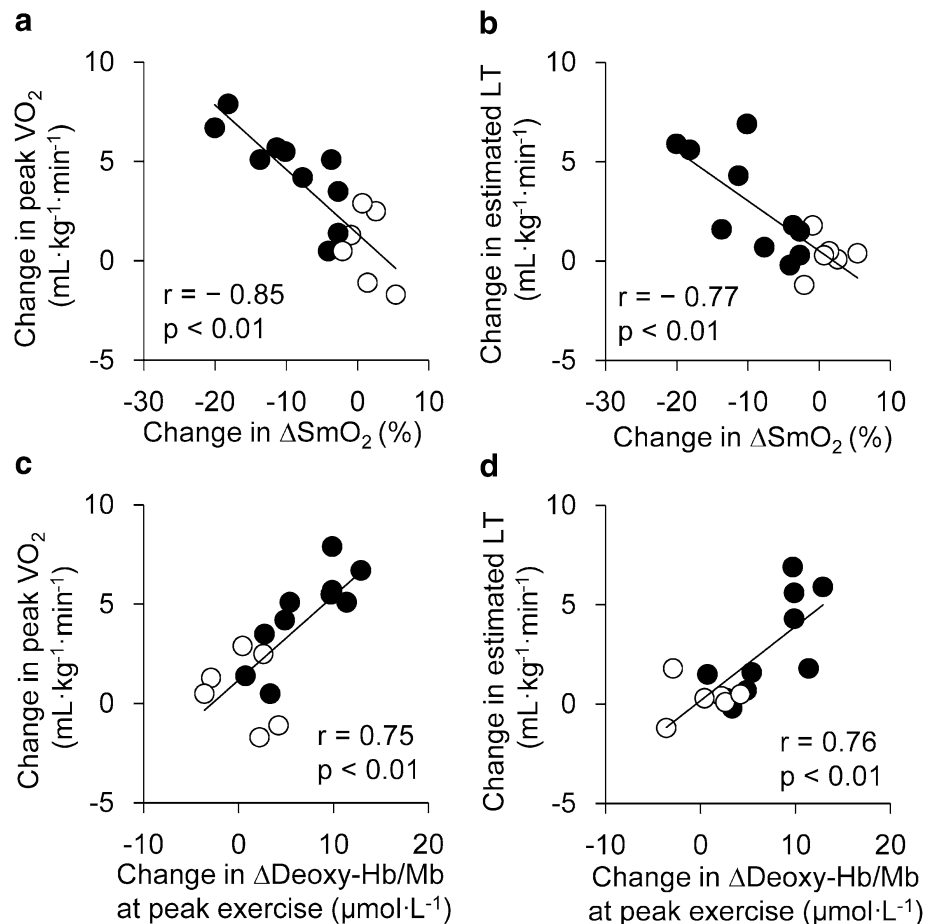 a
Change in peak VO₂
(mL·kg⁻¹·min⁻¹)
10
5
0
-5
r = − 0.85
p < 0.01
-30 -20 -10 0 10
Change in ΔSmO₂ (%)
b
Change in estimated LT
(mL·kg⁻¹·min⁻¹)
10
5
0
-5
r = − 0.77
p < 0.01
-30 -20 -10 0 10
Change in ΔSmO₂ (%)
c
Change in peak VO₂
(mL·kg⁻¹·min⁻¹)
10
5
0
-5
r = 0.75
p < 0.01
-10 0 10 20
Change in ΔDeoxy-Hb/Mb
at peak exercise (µmol·L⁻¹)
d
Change in estimated LT
(mL·kg⁻¹·min⁻¹)
10
5
0
-5
r = 0.76
p < 0.01
-10 0 10 20
Change in ΔDeoxy-Hb/Mb
at peak exercise (µmol·L⁻¹)